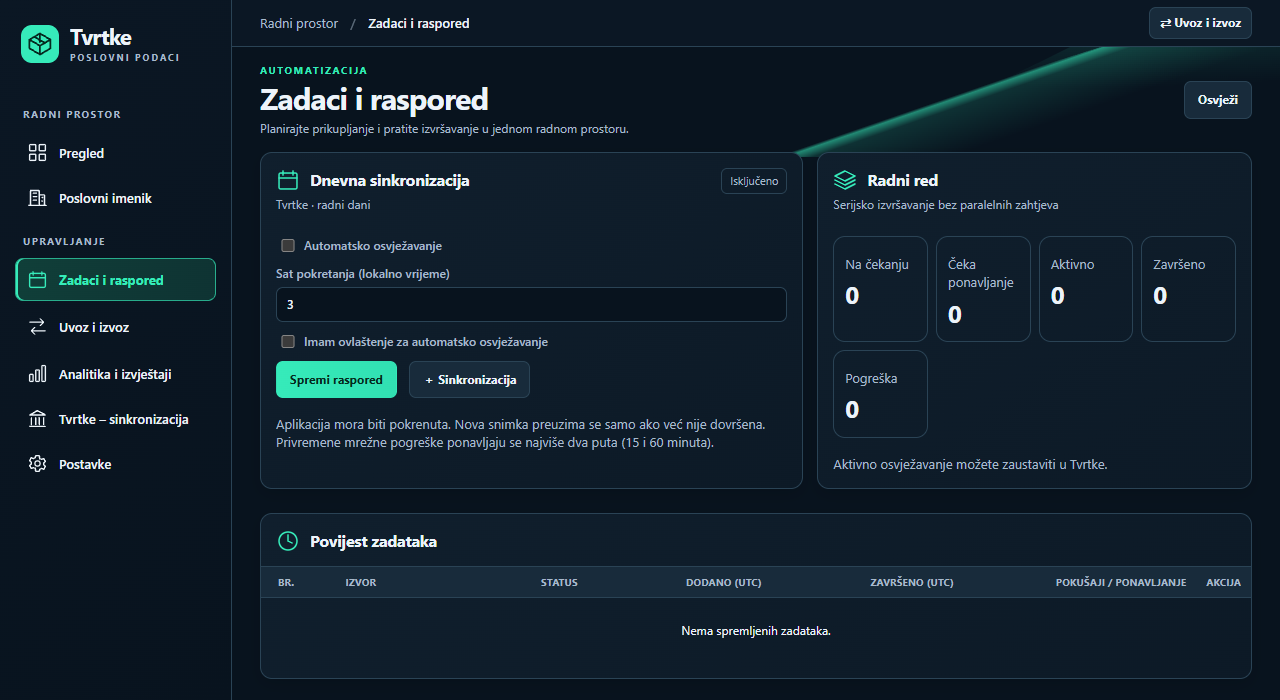 Tvrtke
POSLOVNI PODACI
RADNI PROSTOR
Pregled
Poslovni imenik
UPRAVLJANJE
Zadaci i raspored
Uvoz i izvoz
Analitika i izvještaji
Tvrtke – sinkronizacija
Postavke
Radni prostor / Zadaci i raspored
⇄ Uvoz i izvoz
AUTOMATIZACIJA
Zadaci i raspored
Planirajte prikupljanje i pratite izvršavanje u jednom radnom prostoru.
Osvježi
Dnevna sinkronizacija
Isključeno
Tvrtke · radni dani
Automatsko osvježavanje
Sat pokretanja (lokalno vrijeme)
3
Imam ovlaštenje za automatsko osvježavanje
Spremi raspored
+ Sinkronizacija
Aplikacija mora biti pokrenuta. Nova snimka preuzima se samo ako već nije dovršena.
Privremene mrežne pogreške ponavljaju se najviše dva puta (15 i 60 minuta).
Radni red
Serijsko izvršavanje bez paralelnih zahtjeva
Na čekanju
0
Čeka
ponavljanje
0
Aktivno
0
Završeno
0
Pogreška
0
Aktivno osvježavanje možete zaustaviti u Tvrtke.
Povijest zadataka
BR. IZVOR STATUS DODANO (UTC) ZAVRŠENO (UTC) POKUŠAJI / PONAVLJANJE AKCIJA
Nema spremljenih zadataka.